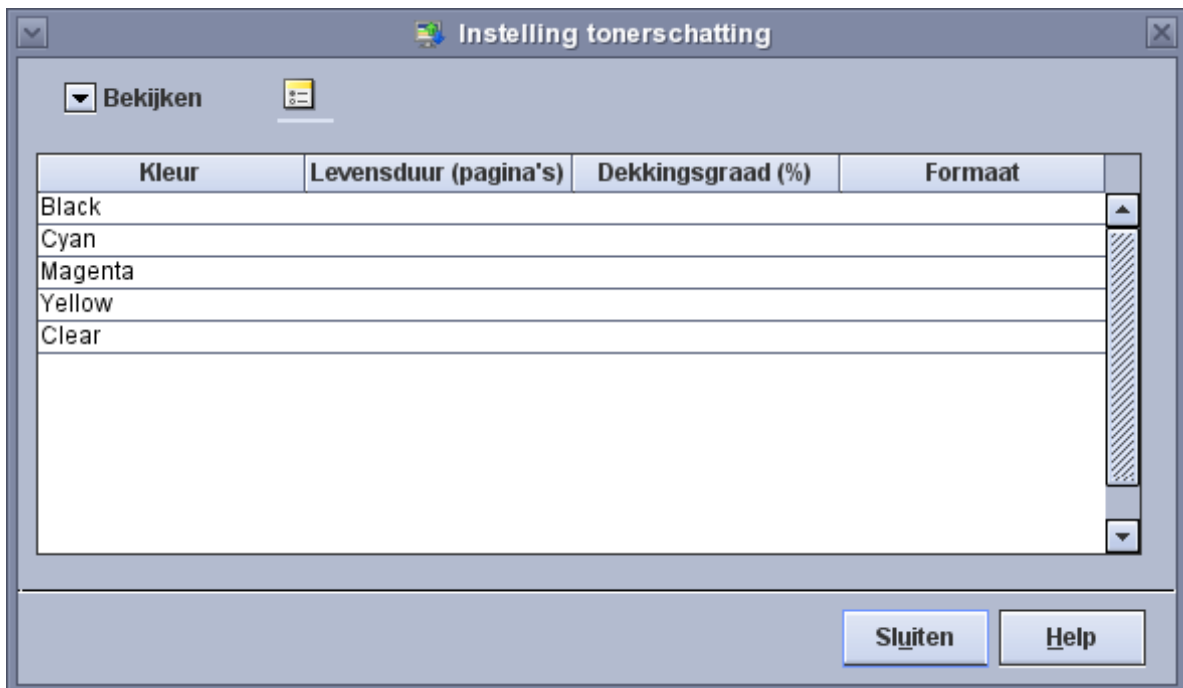 Instelling tonerschatting
Bekijken
Kleur Levensduur (pagina's) Dekkingsgraad (%) Formaat
Black
Cyan
Magenta
Yellow
Clear
Sluiten Help